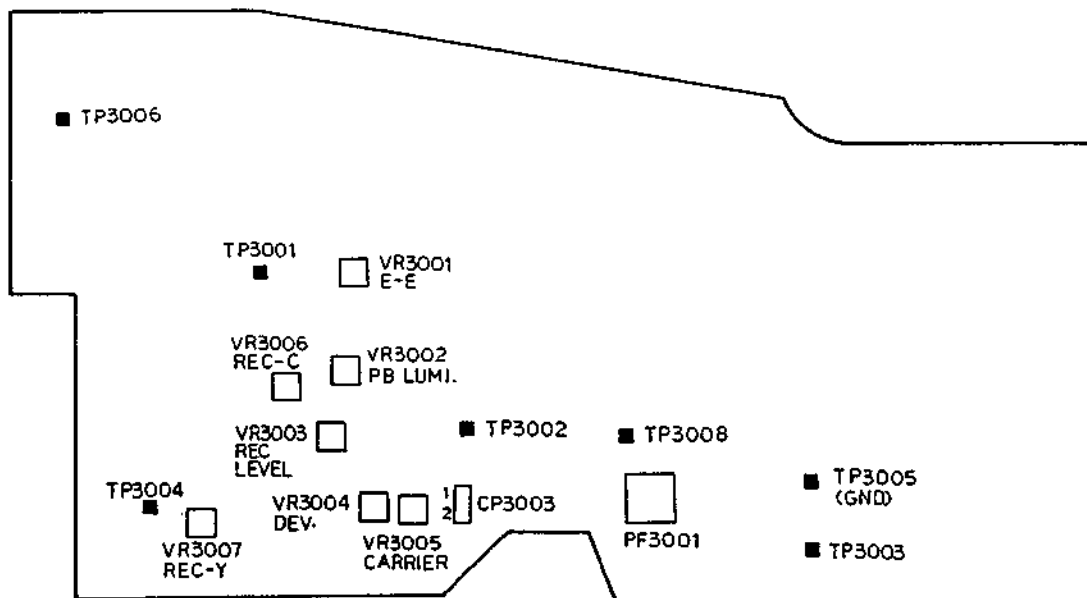 TP3006
TP3001
VR3001
E-E
VR3006
REC-C
VR3002
PB LUMI.
VR3003
REC
LEVEL
TP3002
TP3008
TP3004
VR3007
REC-Y
VR3004
DEV.
VR3005
CARRIER
1
2
CP3003
PF3001
TP3005
(GND)
TP3003